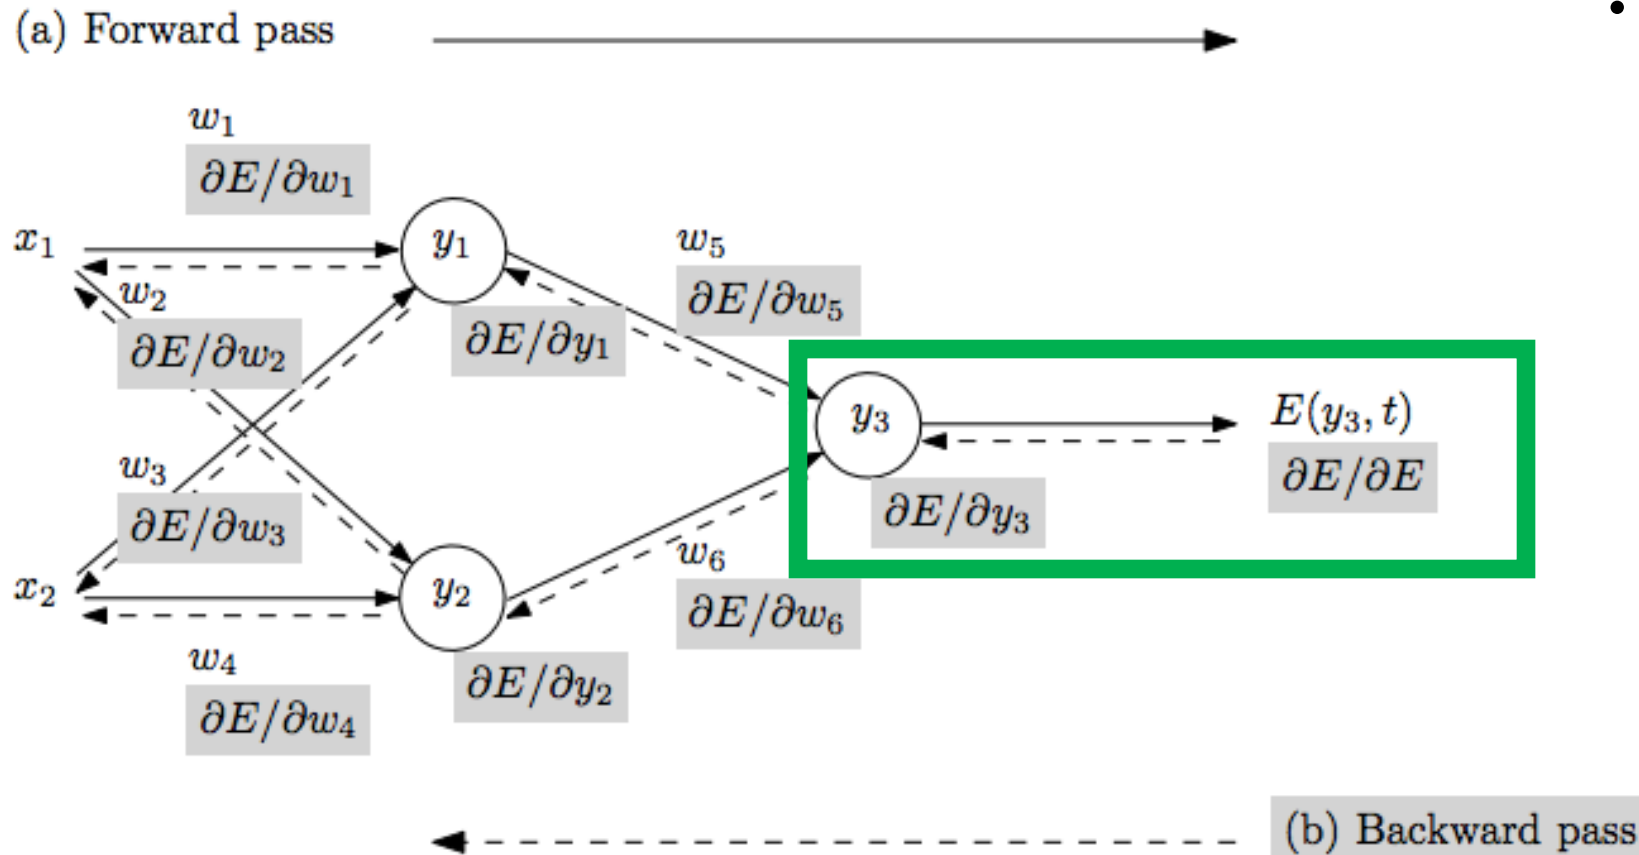 (a) Forward pass
w₁
∂E/∂w₁
x₁
y₁
w₅
∂E/∂w₅
w₂
∂E/∂w₂
∂E/∂y₁
y₃
E(y₃, t)
∂E/∂E
w₃
∂E/∂w₃
∂E/∂y₃
x₂
y₂
w₆
∂E/∂w₆
w₄
∂E/∂w₄
∂E/∂y₂
(b) Backward pass